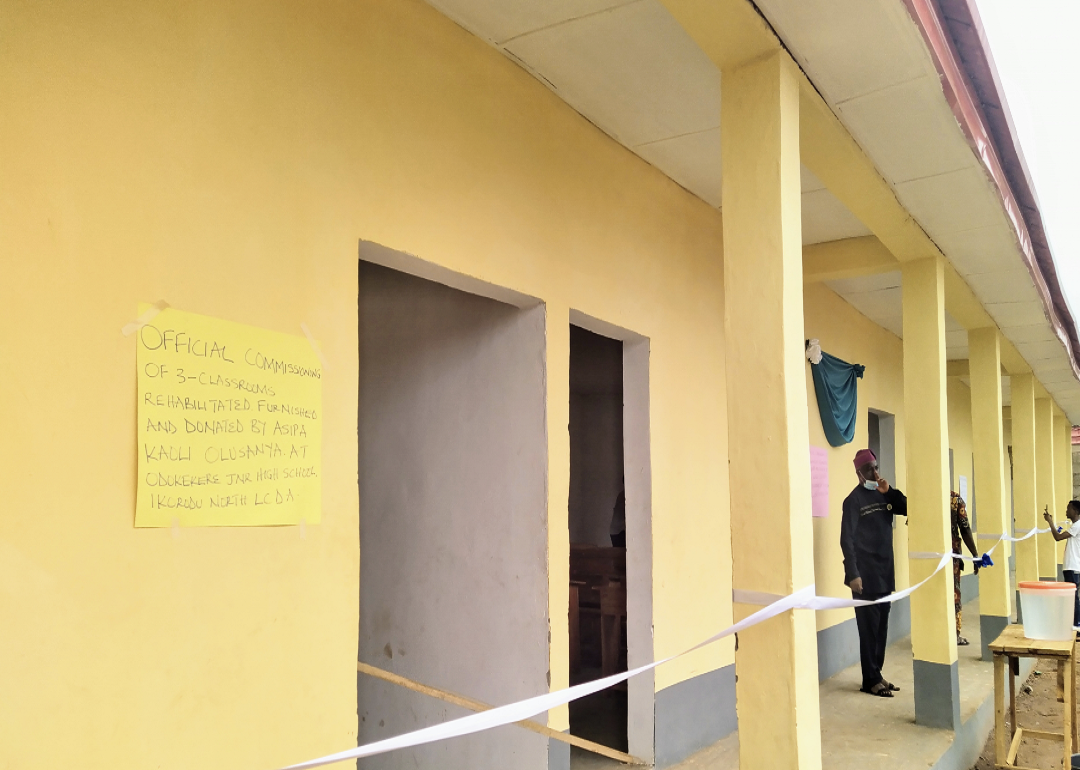 OFFICIAL COMMISSIONING
OF 3-CLASSROOMS
REHABILITATED. FURNISHED
AND DONATED BY ASIPA
KAOLI OLUSANYA. AT
ODOKEKERE JNR HIGH SCHOOL
IKORODU NORTH LCDA-